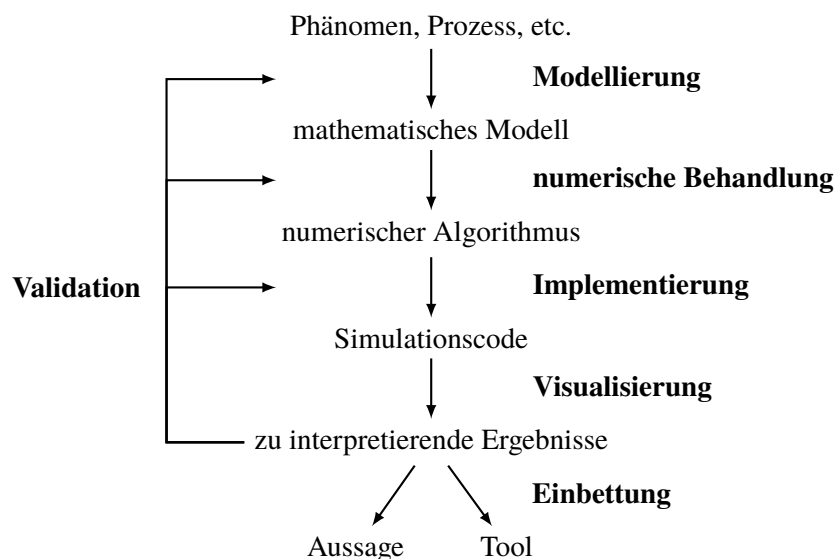 Phänomen, Prozess, etc.
Modellierung
mathematisches Modell
numerische Behandlung
numerischer Algorithmus
Validation
Implementierung
Simulationscode
Visualisierung
zu interpretierende Ergebnisse
Einbettung
Aussage
Tool